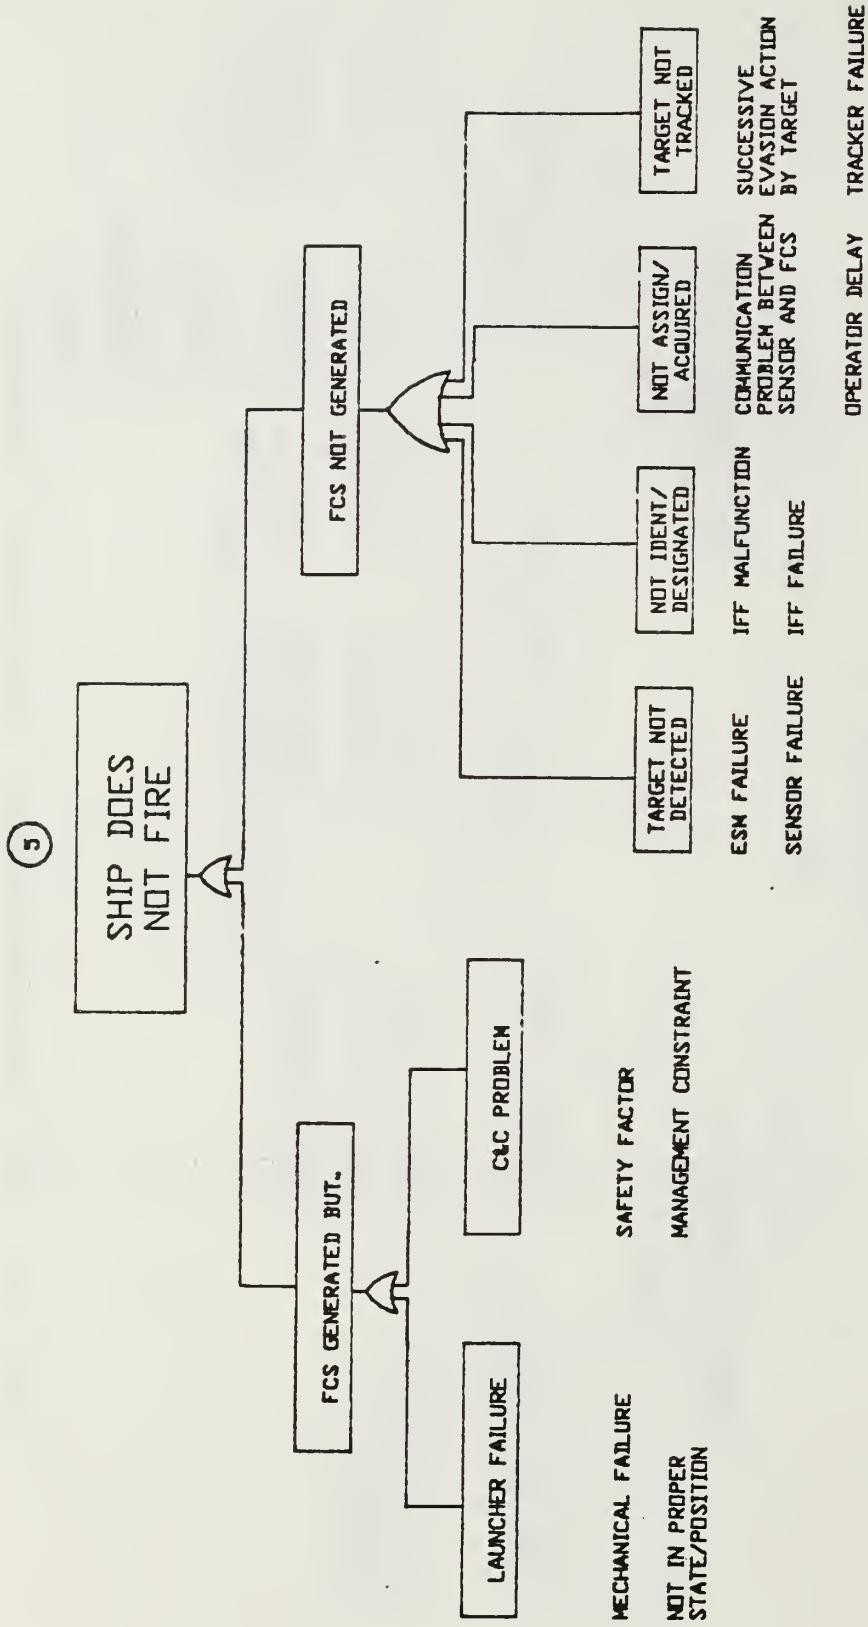 5
SHIP DOES
NOT FIRE
FCS GENERATED BUT..
FCS NOT GENERATED
LAUNCHER FAILURE
C&C PROBLEM
TARGET NOT
DETECTED
NOT IDENT/
DESIGNATED
NOT ASSIGN/
ACQUIRED
TARGET NOT
TRACKED
MECHANICAL FAILURE
NOT IN PROPER
STATE/POSITION
SAFETY FACTOR
MANAGEMENT CONSTRAINT
ESM FAILURE
SENSOR FAILURE
IFF MALFUNCTION
IFF FAILURE
COMMUNICATION
PROBLEM BETWEEN
SENSOR AND FCS
OPERATOR DELAY
SUCCESSIVE
EVASION ACTION
BY TARGET
TRACKER FAILURE